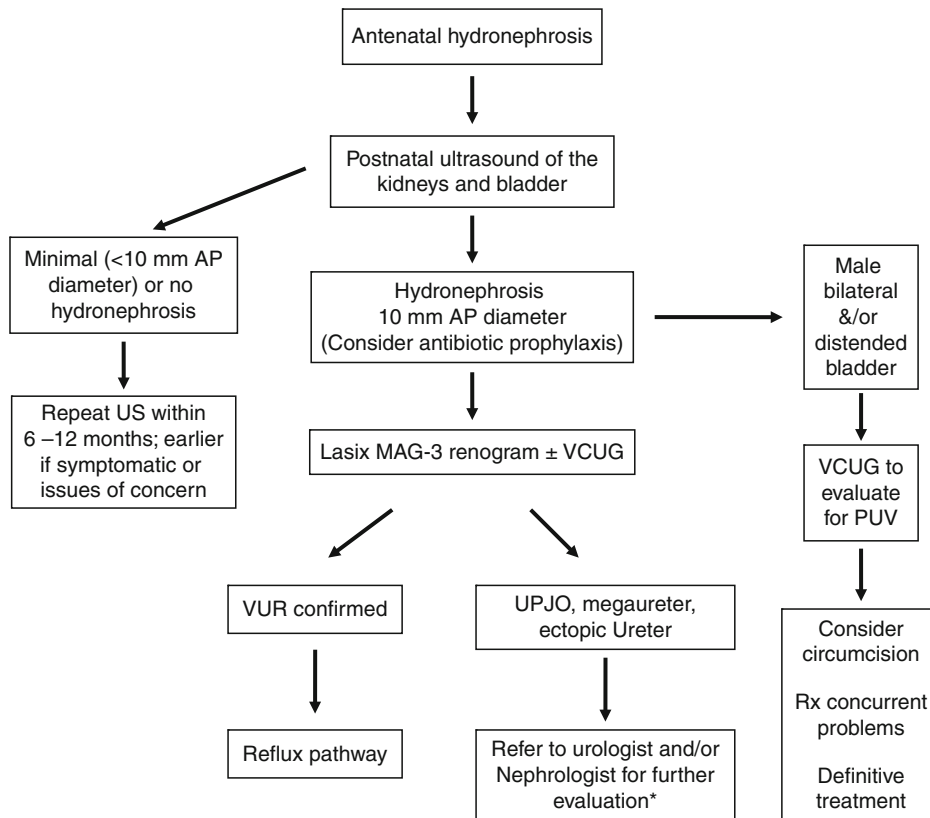 Antenatal hydronephrosis
Postnatal ultrasound of the
kidneys and bladder
Minimal (<10 mm AP
diameter) or no
hydronephrosis
Hydronephrosis
10 mm AP diameter
(Consider antibiotic prophylaxis)
Male
bilateral
&/or
distended
bladder
Repeat US within
6 –12 months; earlier
if symptomatic or
issues of concern
Lasix MAG-3 renogram ± VCUG
VCUG to
evaluate
for PUV
VUR confirmed
UPJO, megaureter,
ectopic Ureter
Consider
circumcision
Rx concurrent
problems
Definitive
treatment
Reflux pathway
Refer to urologist and/or
Nephrologist for further
evaluation*